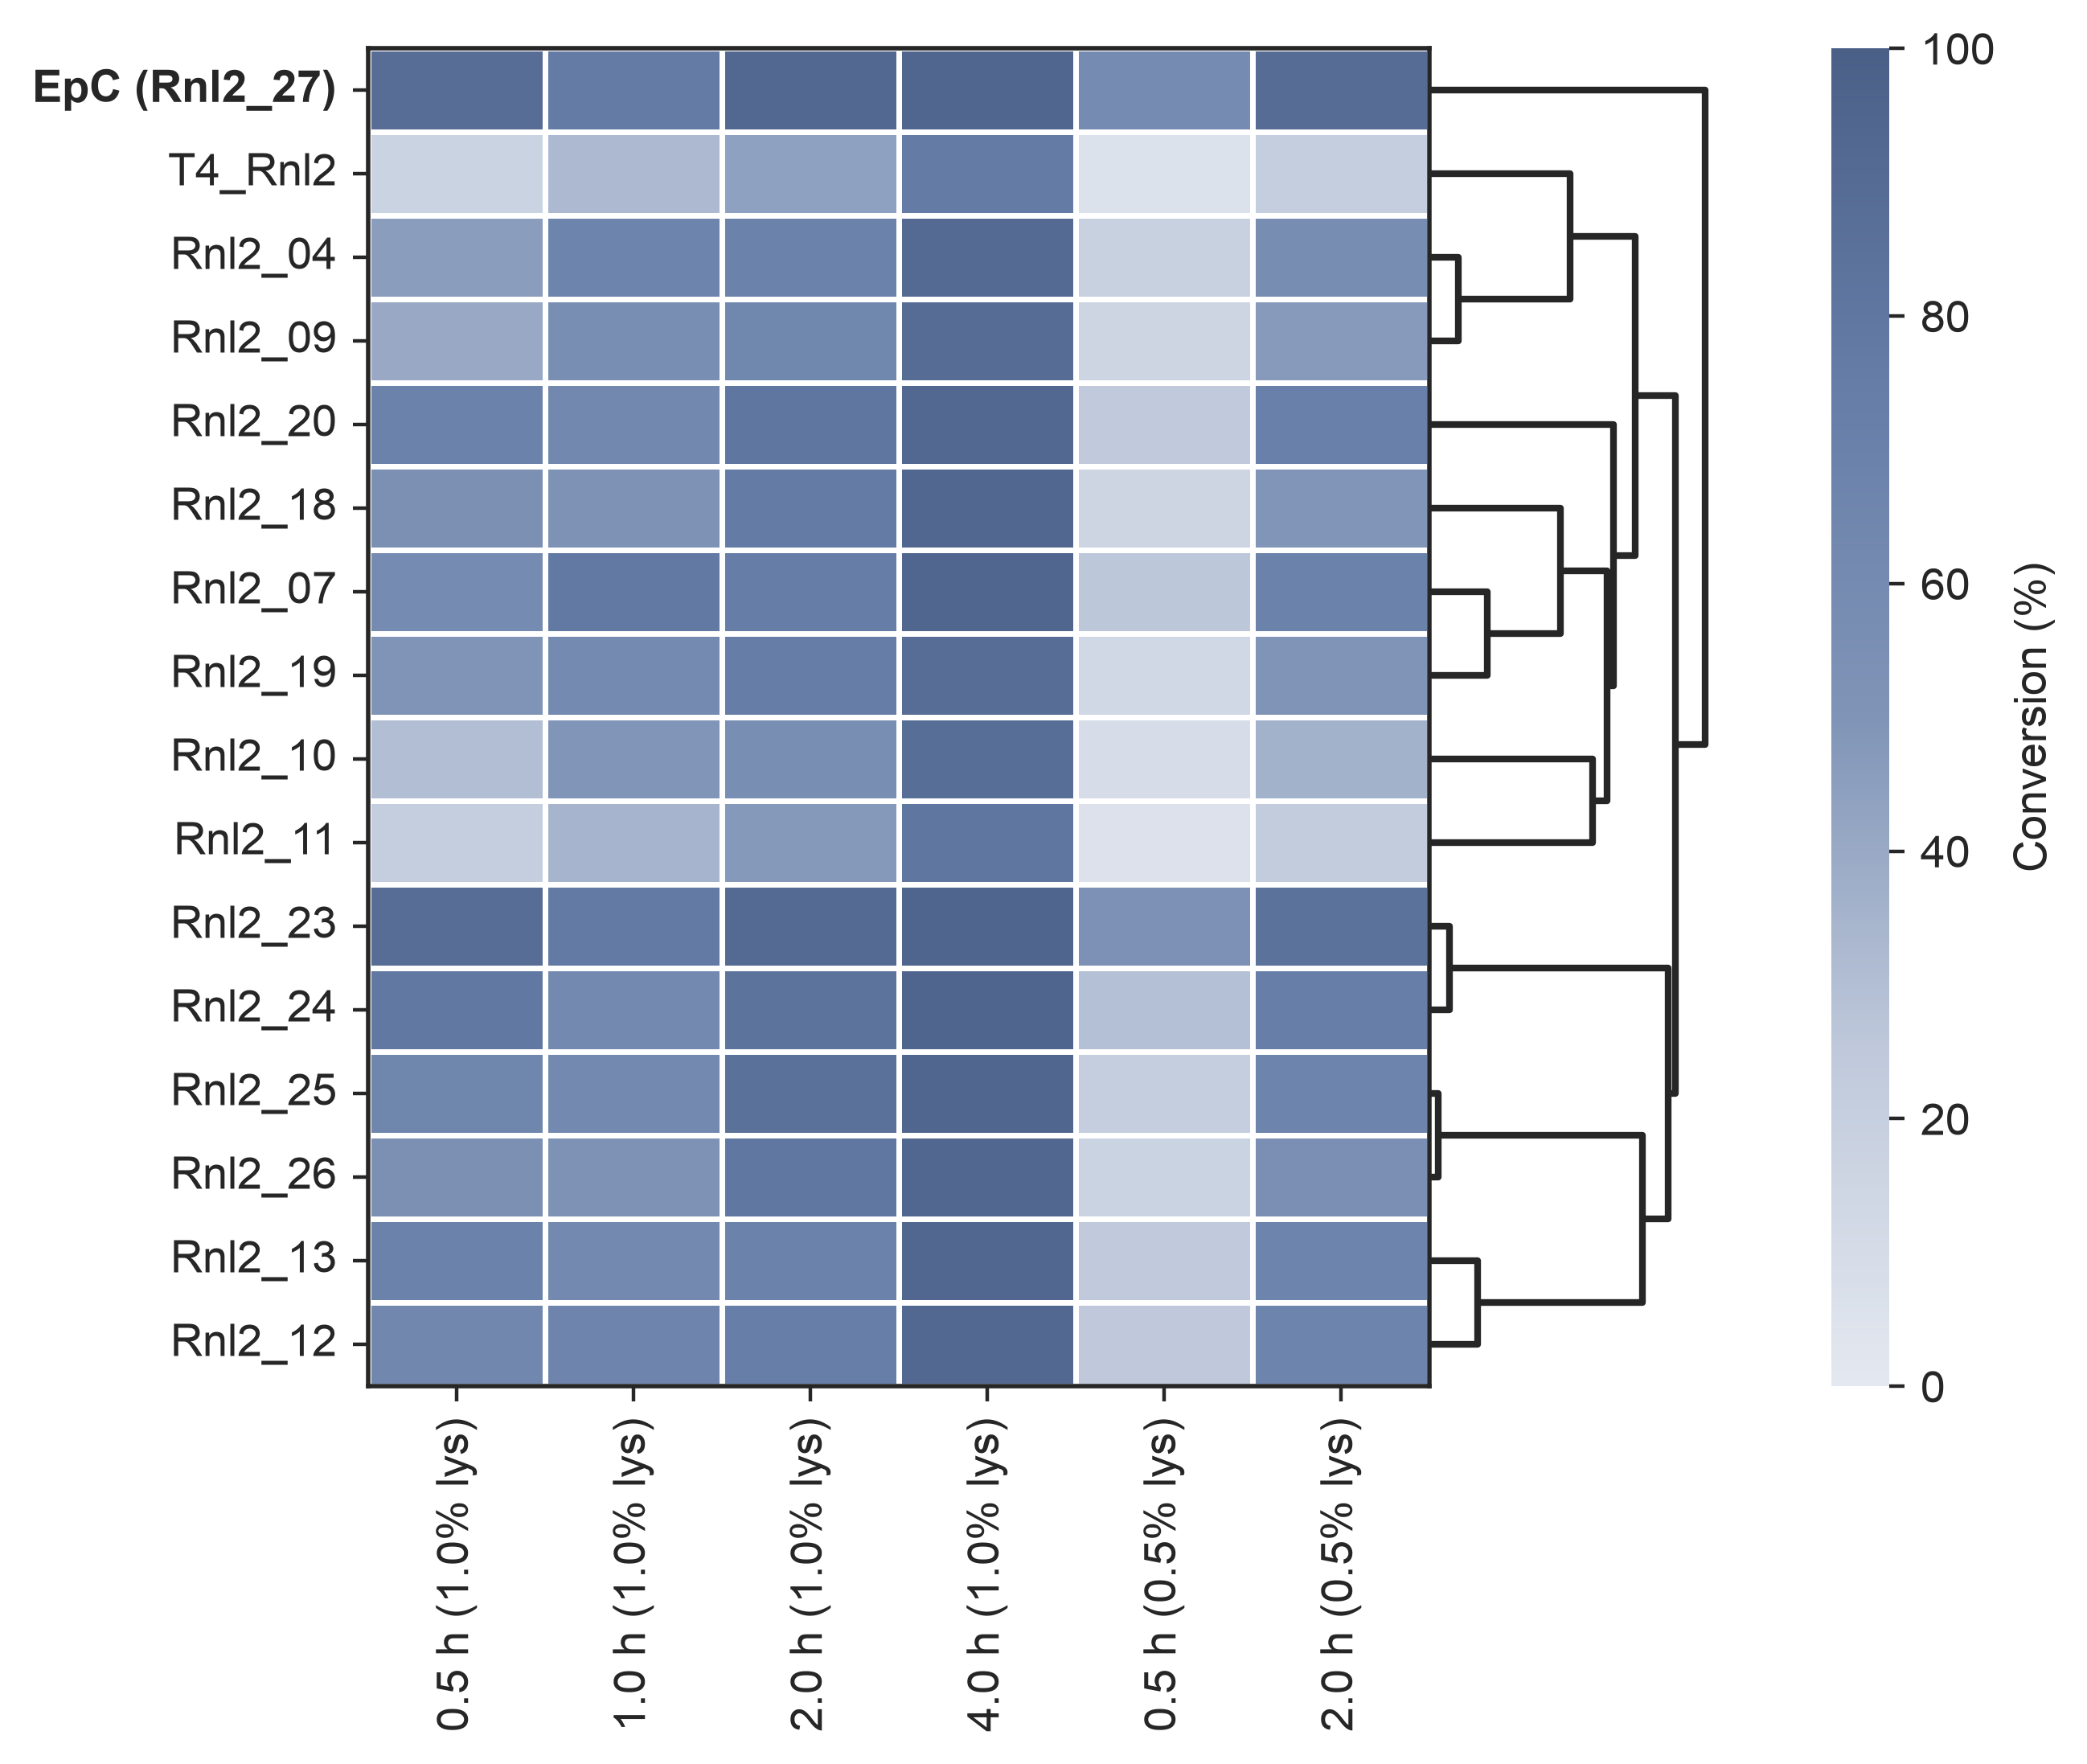 EpC (Rnl2_27)
T4_Rnl2
Rnl2_04
Rnl2_09
Rnl2_20
Rnl2_18
Rnl2_07
Rnl2_19
Rnl2_10
Rnl2_11
Rnl2_23
Rnl2_24
Rnl2_25
Rnl2_26
Rnl2_13
Rnl2_12
0.5 h (1.0% lys)
1.0 h (1.0% lys)
2.0 h (1.0% lys)
4.0 h (1.0% lys)
0.5 h (0.5% lys)
2.0 h (0.5% lys)
100
80
60
40
20
0
Conversion (%)